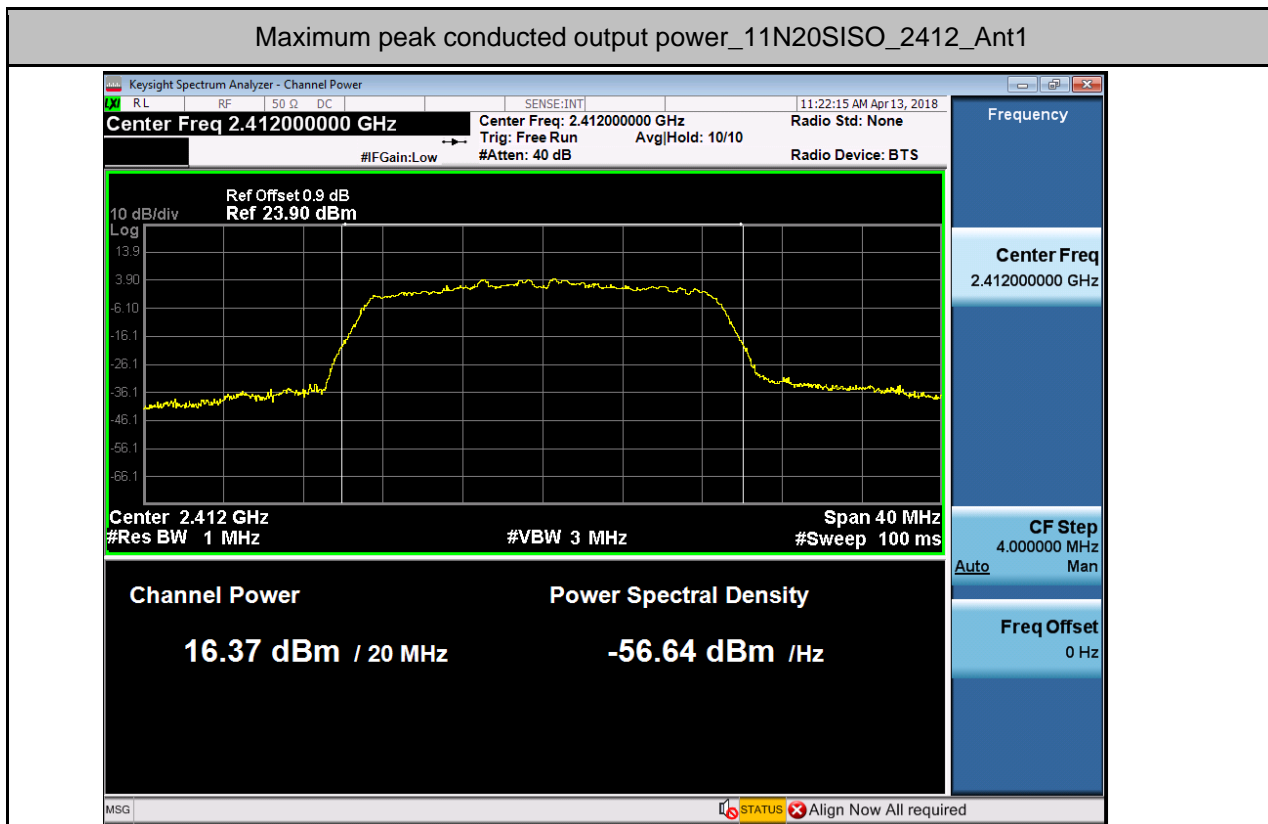 Maximum peak conducted output power_11N20SISO_2412_Ant1
Keysight Spectrum Analyzer - Channel Power
LXI RL RF 50 Ω DC SENSE:INT 11:22:15 AM Apr 13, 2018
Center Freq 2.412000000 GHz
Center Freq: 2.412000000 GHz
Radio Std: None
Trig: Free Run Avg|Hold: 10/10
#IFGain:Low
#Atten: 40 dB
Radio Device: BTS
Ref Offset 0.9 dB
10 dB/div Ref 23.90 dBm
Log
13.9
3.90
-6.10
-16.1
-26.1
-36.1
-46.1
-56.1
-66.1
Center 2.412 GHz Span 40 MHz
#Res BW 1 MHz #VBW 3 MHz #Sweep 100 ms
Channel Power Power Spectral Density
16.37 dBm / 20 MHz -56.64 dBm /Hz
MSG STATUS Align Now All required
Frequency
Center Freq
2.412000000 GHz
CF Step
4.000000 MHz
Auto Man
Freq Offset
0 Hz